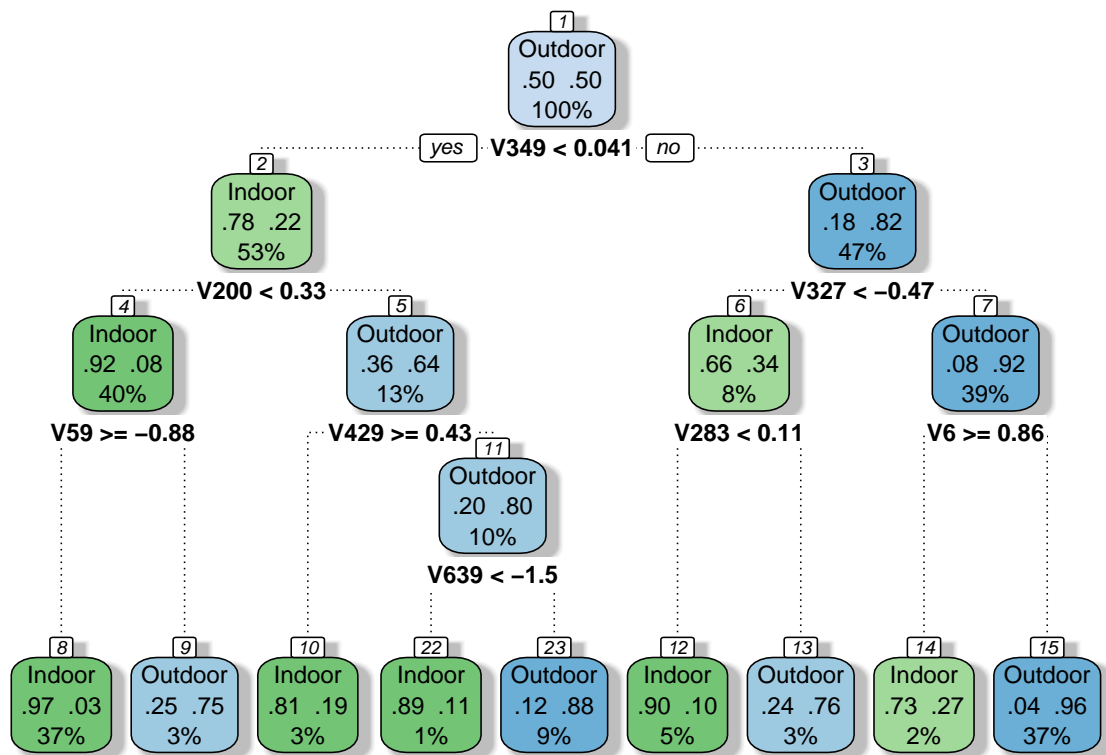 1
Outdoor
.50 .50
100%
yes V349 < 0.041 no
2
Indoor
.78 .22
53%
3
Outdoor
.18 .82
47%
V200 < 0.33
V327 < −0.47
4
Indoor
.92 .08
40%
5
Outdoor
.36 .64
13%
6
Indoor
.66 .34
8%
7
Outdoor
.08 .92
39%
V59 >= −0.88
V429 >= 0.43
V283 < 0.11
V6 >= 0.86
11
Outdoor
.20 .80
10%
V639 < −1.5
8
Indoor
.97 .03
37%
9
Outdoor
.25 .75
3%
10
Indoor
.81 .19
3%
22
Indoor
.89 .11
1%
23
Outdoor
.12 .88
9%
12
Indoor
.90 .10
5%
13
Outdoor
.24 .76
3%
14
Indoor
.73 .27
2%
15
Outdoor
.04 .96
37%